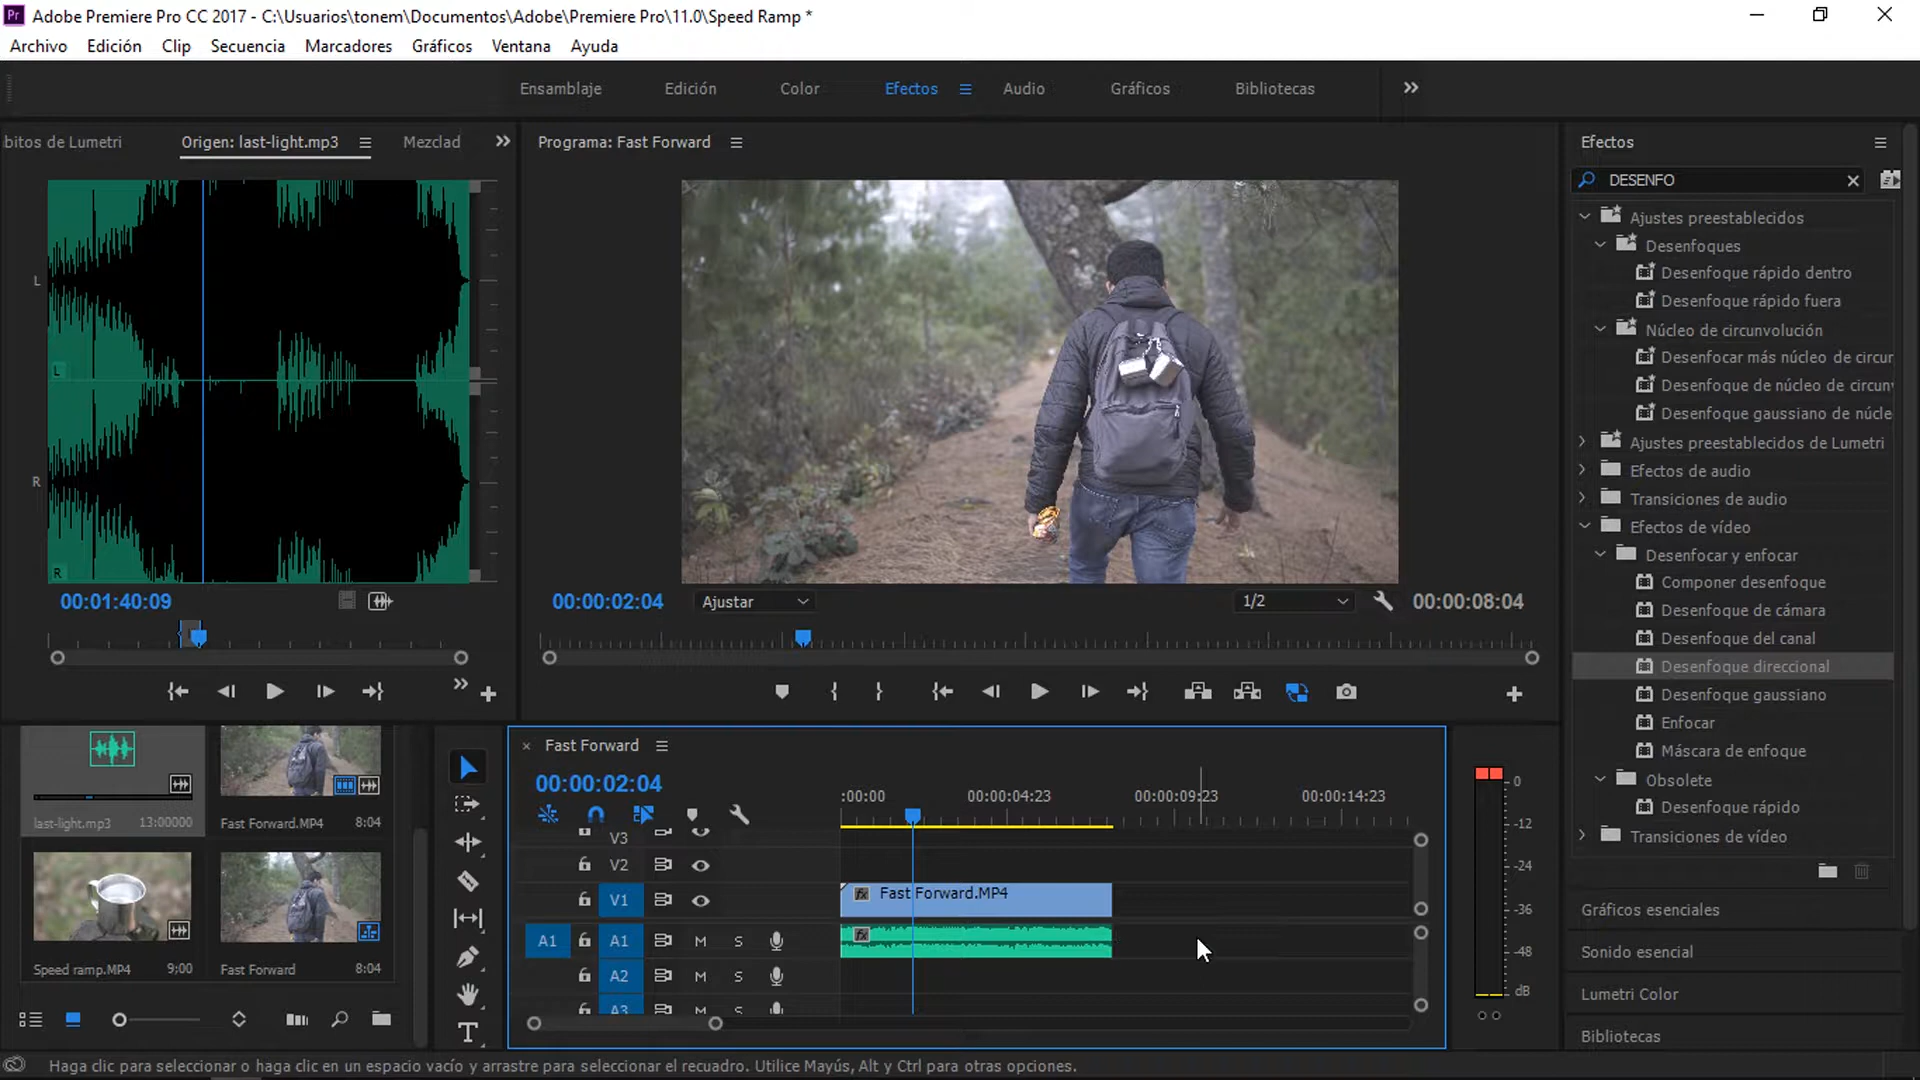 Pr Adobe Premiere Pro CC 2017 - C:\Usuarios\tonem\Documentos\Adobe\Premiere Pro\11.0\Speed Ramp *
Archivo Edición Clip Secuencia Marcadores Gráficos Ventana Ayuda
Ensamblaje Edición Color Efectos Audio Gráficos Bibliotecas
bitos de Lumetri Origen: last-light.mp3 Mezclad
L
L
R
R
00:01:40:09
Programa: Fast Forward
00:00:02:04 Ajustar 1/2 00:00:08:04
Efectos
DESENFO
Ajustes preestablecidos
Desenfoques
Desenfoque rápido dentro
Desenfoque rápido fuera
Núcleo de circunvolución
Desenfocar más núcleo de circur
Desenfoque de núcleo de circun
Desenfoque gaussiano de núcle
Ajustes preestablecidos de Lumetri
Efectos de audio
Transiciones de audio
Efectos de vídeo
Desenfocar y enfocar
Componer desenfoque
Desenfoque de cámara
Desenfoque del canal
Desenfoque direccional
Desenfoque gaussiano
Enfocar
Máscara de enfoque
Obsolete
Desenfoque rápido
Transiciones de vídeo
Gráficos esenciales
Sonido esencial
Lumetri Color
Bibliotecas
last-light.mp3 13:00000
Fast Forward.MP4 8:04
Speed ramp.MP4 9;00
Fast Forward 8:04
T
× Fast Forward
00:00:02:04
:00:00 00:00:04:23 00:00:09:23 00:00:14:23
V3
V2
V1 fx Fast Forward.MP4
A1 A1 M S fx
A2 M S
A3 M S
0
-12
-24
-36
-48
dB
Haga clic para seleccionar o haga clic en un espacio vacío y arrastre para seleccionar el recuadro. Utilice Mayús, Alt y Ctrl para otras opciones.